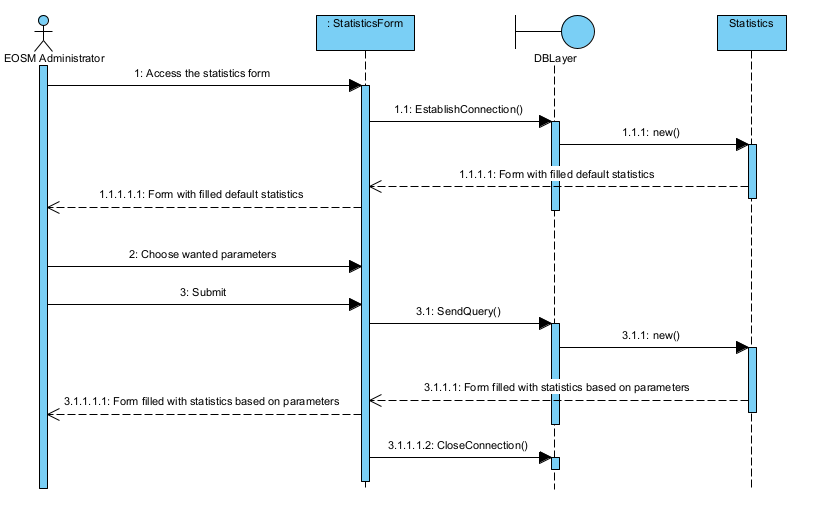 : StatisticsForm
Statistics
EOSM Administrator
DBLayer
1: Access the statistics form
1.1: EstablishConnection()
1.1.1: new()
1.1.1.1: Form with filled default statistics
1.1.1.1.1: Form with filled default statistics
2: Choose wanted parameters
3: Submit
3.1: SendQuery()
3.1.1: new()
3.1.1.1: Form filled with statistics based on parameters
3.1.1.1.1: Form filled with statistics based on parameters
3.1.1.1.2: CloseConnection()